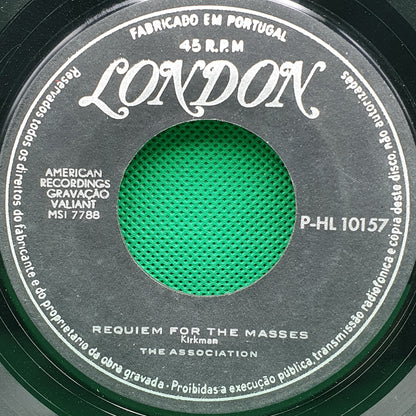 FABRICADO EM PORTUGAL
45 R.P.M
LONDON
AMERICAN
RECORDINGS
GRAVAÇÃO
VALIANT
MSI 7788
P-HL 10157
REQUIEM FOR THE MASSES
Kirkman
THE ASSOCIATION
Reservados todos os direitos do fabricante e do proprietario da obra gravada · Proibidas a execução pública, transmissão radiofonica e cópia deste disco, não autorizadas